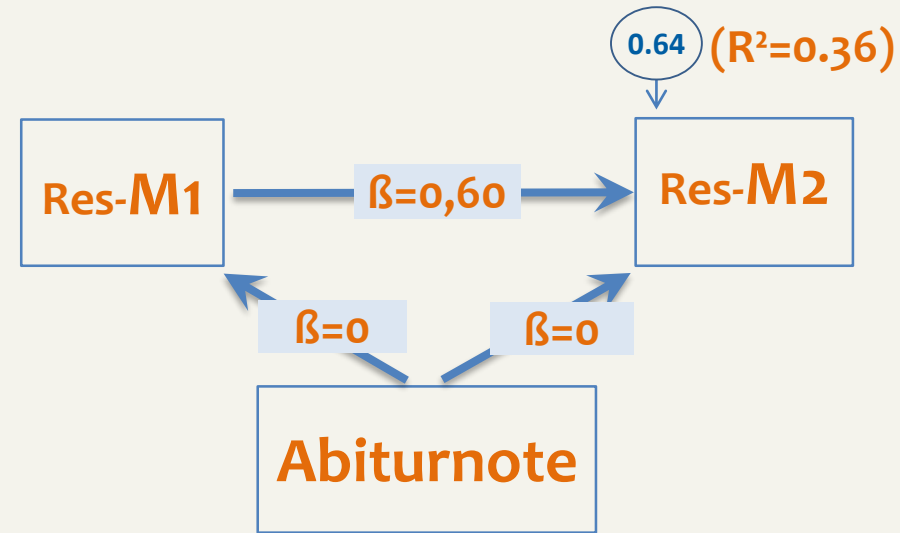 0.64 (R²=0.36)
Res-M1
ß=0,60
Res-M2
ß=0
ß=0
Abiturnote